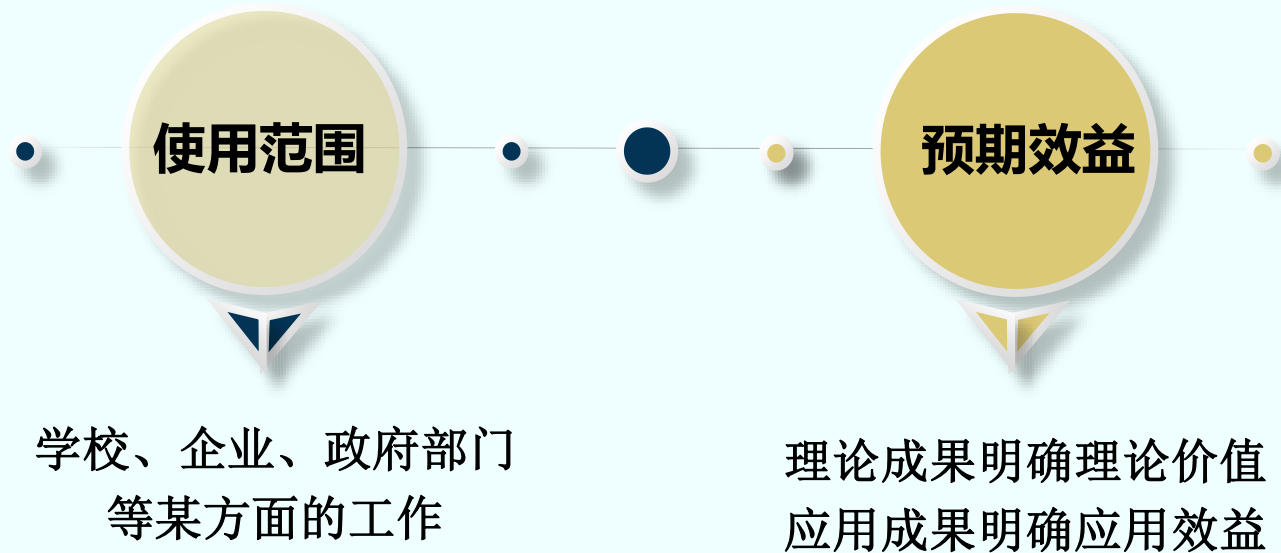 使用范围
学校、企业、政府部门
等某方面的工作
预期效益
理论成果明确理论价值
应用成果明确应用效益